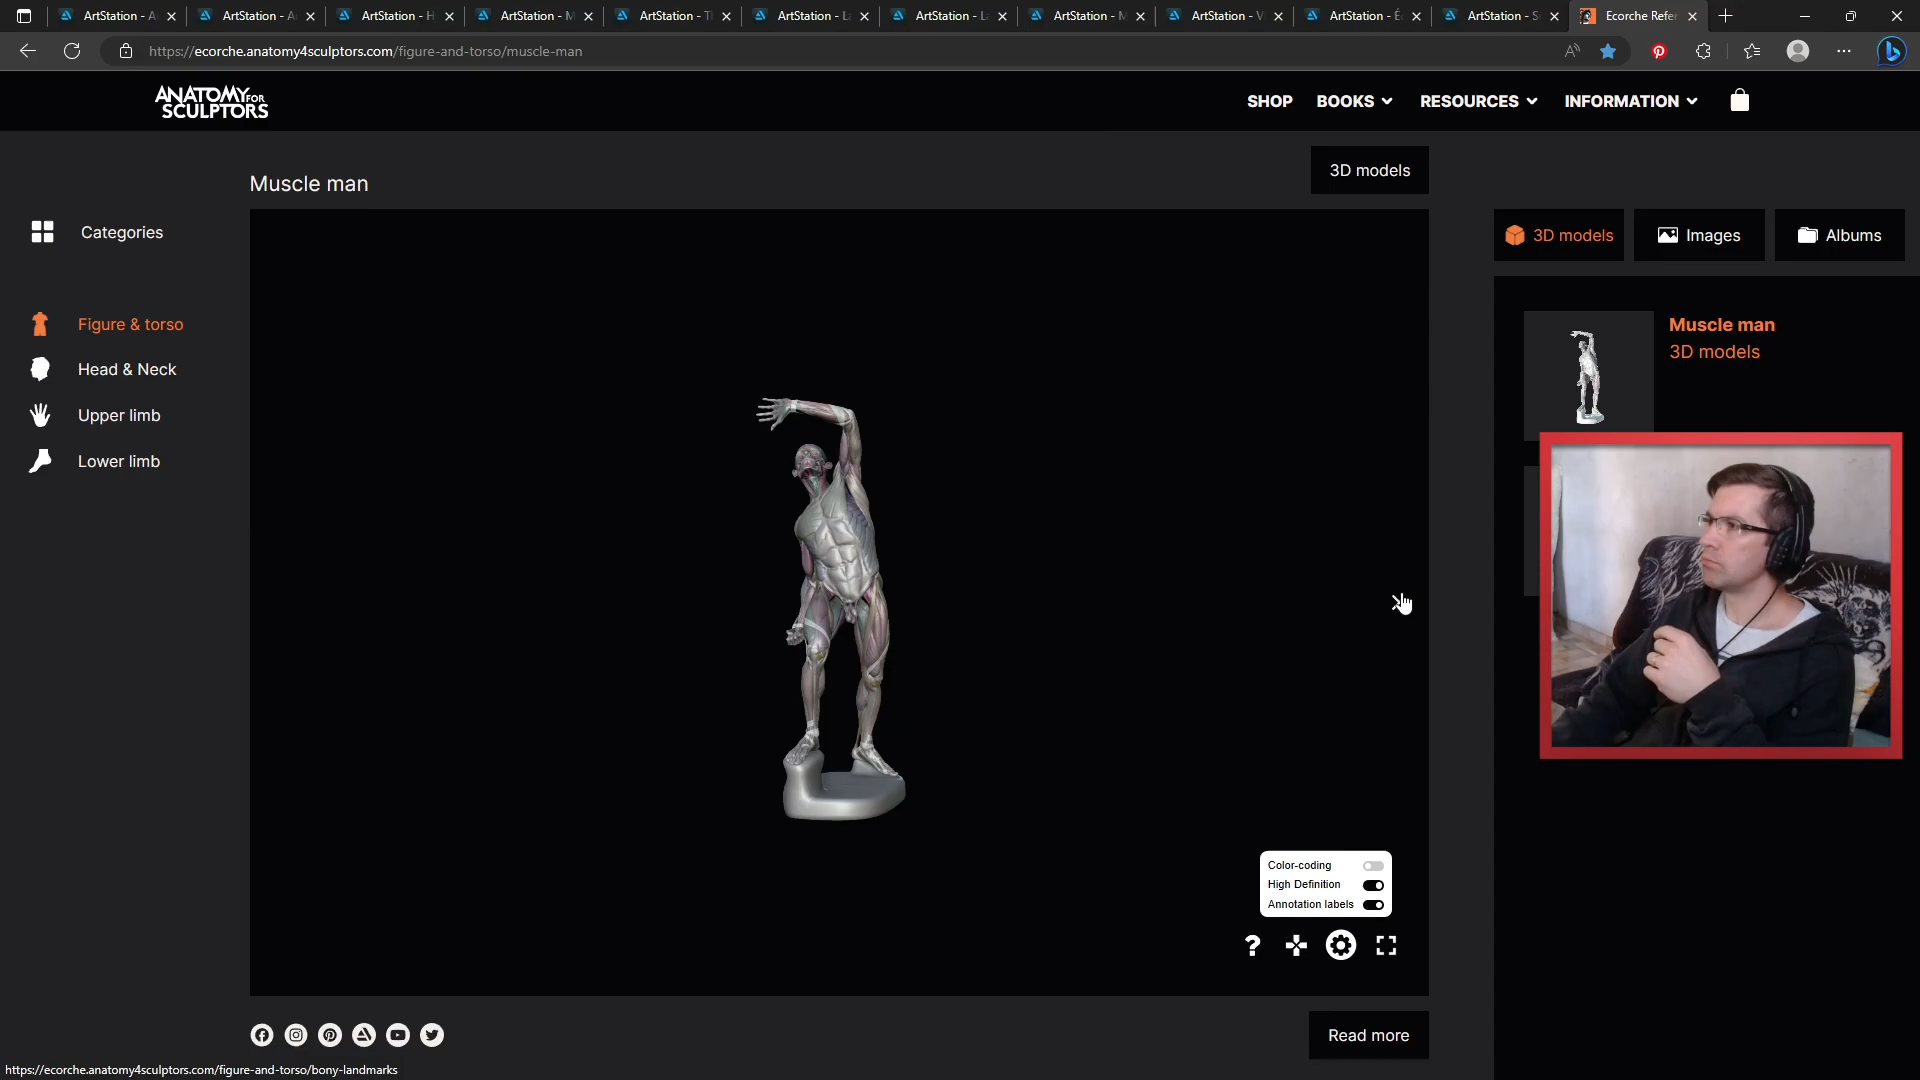 ArtStation - A
ArtStation - A
ArtStation - H
ArtStation - M
ArtStation - T
ArtStation - L
ArtStation - L
ArtStation - M
ArtStation - V
ArtStation - É
ArtStation - S
Ecorche Refer
https://ecorche.anatomy4sculptors.com/figure-and-torso/muscle-man
ANATOMY FOR
SCULPTORS
SHOP BOOKS RESOURCES INFORMATION
3D models
Muscle man
Categories
Figure & torso
Head & Neck
Upper limb
Lower limb
3D models Images Albums
Muscle man
3D models
Color-coding
High Definition
Annotation labels
?
Read more
https://ecorche.anatomy4sculptors.com/figure-and-torso/bony-landmarks